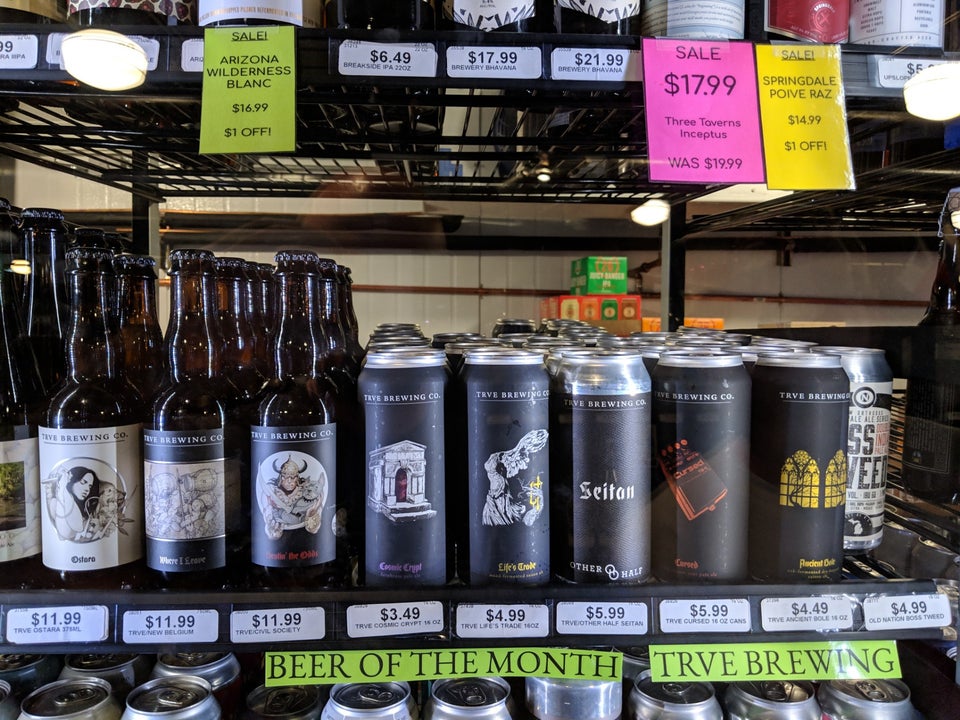 SALE!
ARIZONA
WILDERNESS
BLANC
$16.99
$1 OFF!
$6.49
BREAKSIDE IPA 22OZ
$17.99
BREWERY BHAVANA
$21.99
BREWERY BHAVANA
SALE
$17.99
Three Taverns
Inceptus
WAS $19.99
SALE!
SPRINGDALE
POIVE RAZ
$14.99
$1 OFF!
JUICY BANGER
IPA
TRVE BREWING CO.
Ostara
TRVE BREWING CO.
Where I Leave
TRVE BREWING CO.
Destin' the Odds
TRVE BREWING CO.
Cosmic Crypt
TRVE BREWING CO.
Life's Trade
TRVE BREWING CO.
Seitan
OTHER HALF
TRVE BREWING CO.
Cursed
Cursed
TRVE BREWING
Ancient Bole
$11.99
TRVE OSTARA 375ML
$11.99
TRVE/NEW BELGIUM
$11.99
TRVE/CIVIL SOCIETY
$3.49
TRVE COSMIC CRYPT 16 OZ
$4.99
TRVE LIFE'S TRADE 16OZ
$5.99
TRVE/OTHER HALF SEITAN
$5.99
TRVE CURSED 16 OZ CANS
$4.49
TRVE ANCIENT BOLE 16 OZ
$4.99
OLD NATION BOSS TWEED
BEER OF THE MONTH
TRVE BREWING